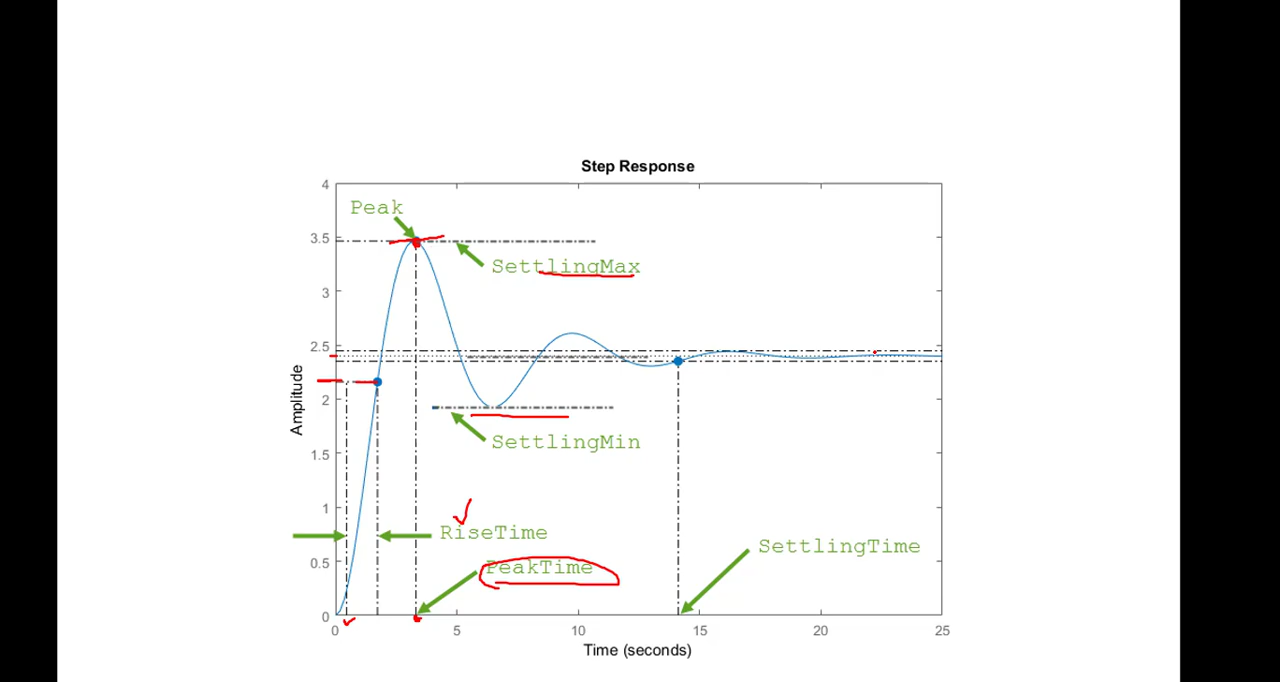 Step Response
4
Peak
3.5
SettlingMax
3
2.5
Amplitude
2
SettlingMin
1.5
1
RiseTime
SettlingTime
0.5
PeakTime
0
0 5 10 15 20 25
Time (seconds)